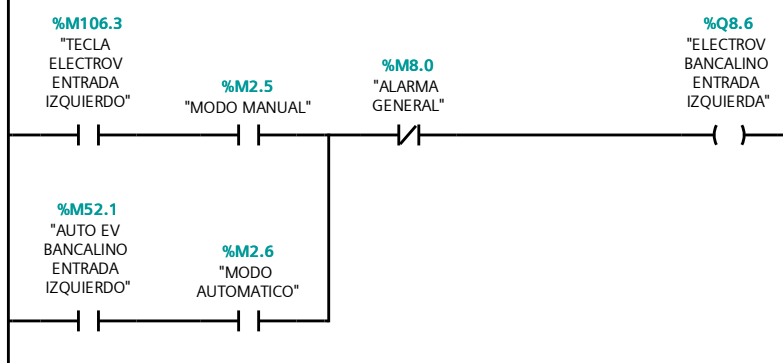 %M106.3
"TECLA
ELECTROV
ENTRADA
IZQUIERDO"
%M2.5
"MODO MANUAL"
%M8.0
"ALARMA
GENERAL"
%Q8.6
"ELECTROV
BANCALINO
ENTRADA
IZQUIERDA"
%M52.1
"AUTO EV
BANCALINO
ENTRADA
IZQUIERDO"
%M2.6
"MODO
AUTOMATICO"